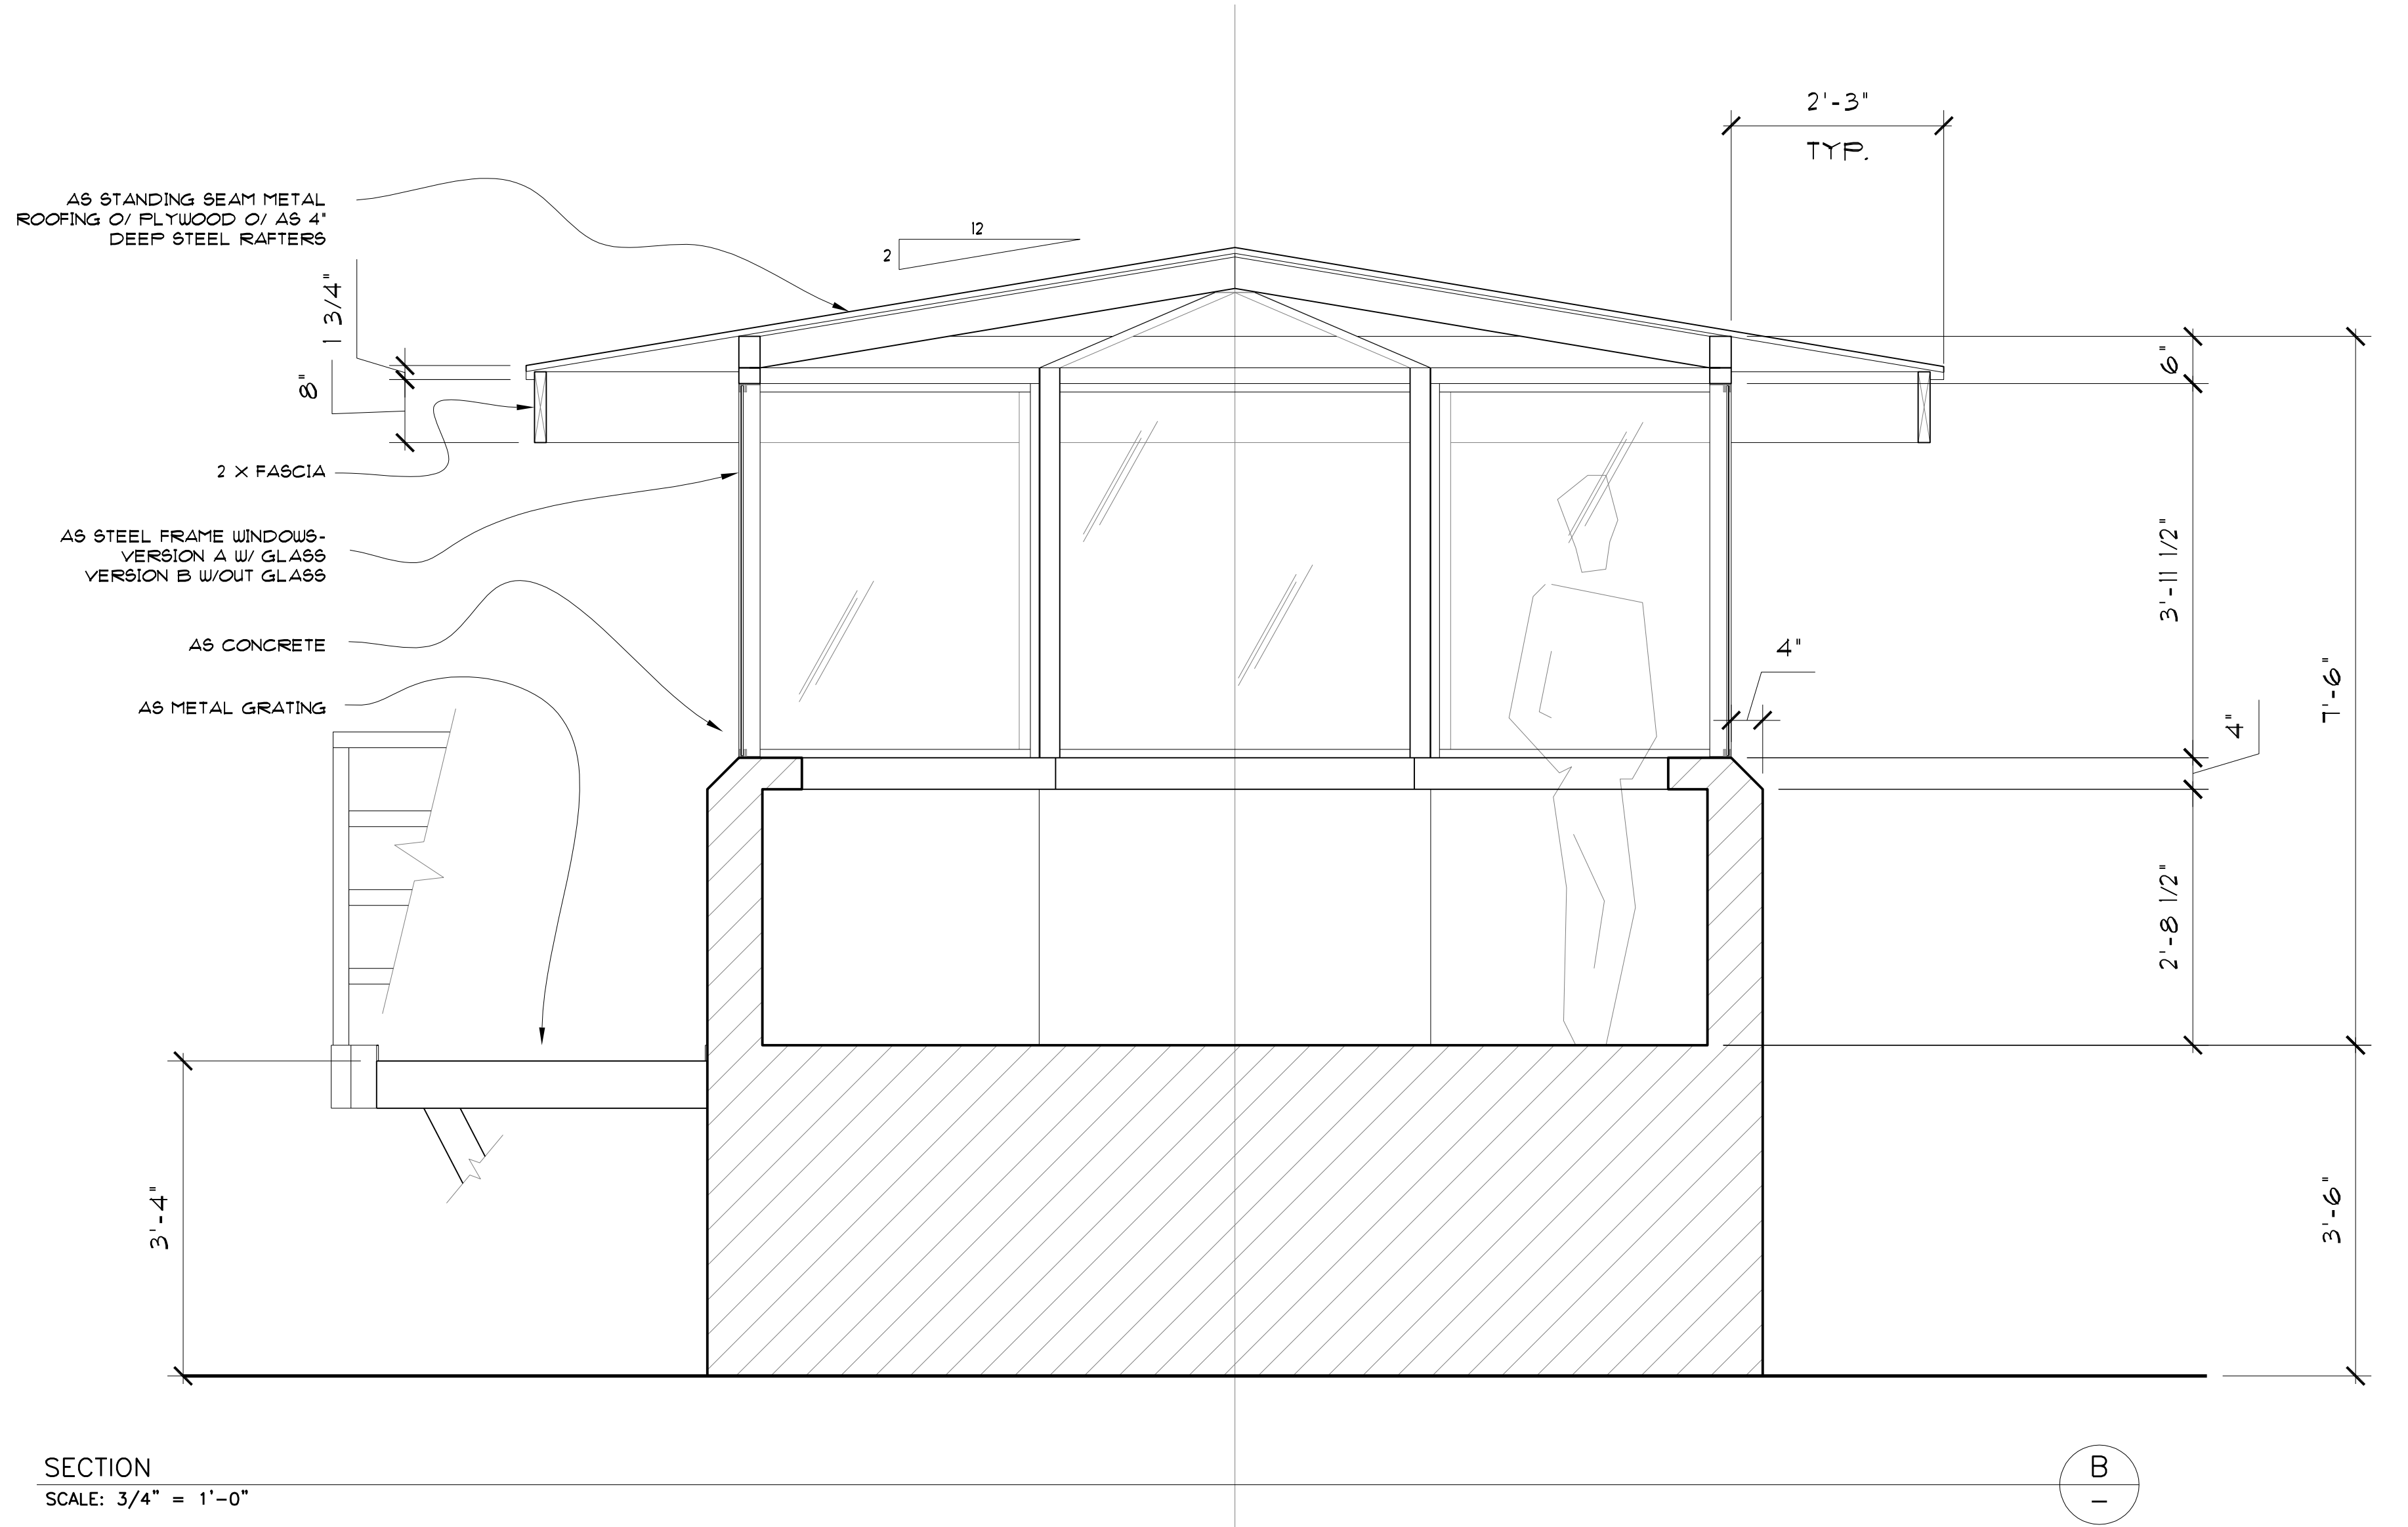 2'-3"
TYP.
AS STANDING SEAM METAL
ROOFING O/ PLYWOOD O/ AS 4"
DEEP STEEL RAFTERS
12
2
1 3/4"
8"
6"
2 X FASCIA
AS STEEL FRAME WINDOWS-
VERSION A W/ GLASS
VERSION B W/OUT GLASS
3'-11 1/2"
AS CONCRETE
4"
7'-6"
AS METAL GRATING
4"
2'-8 1/2"
3'-4"
3'-6"
SECTION
SCALE: 3/4" = 1'-0"
B
-